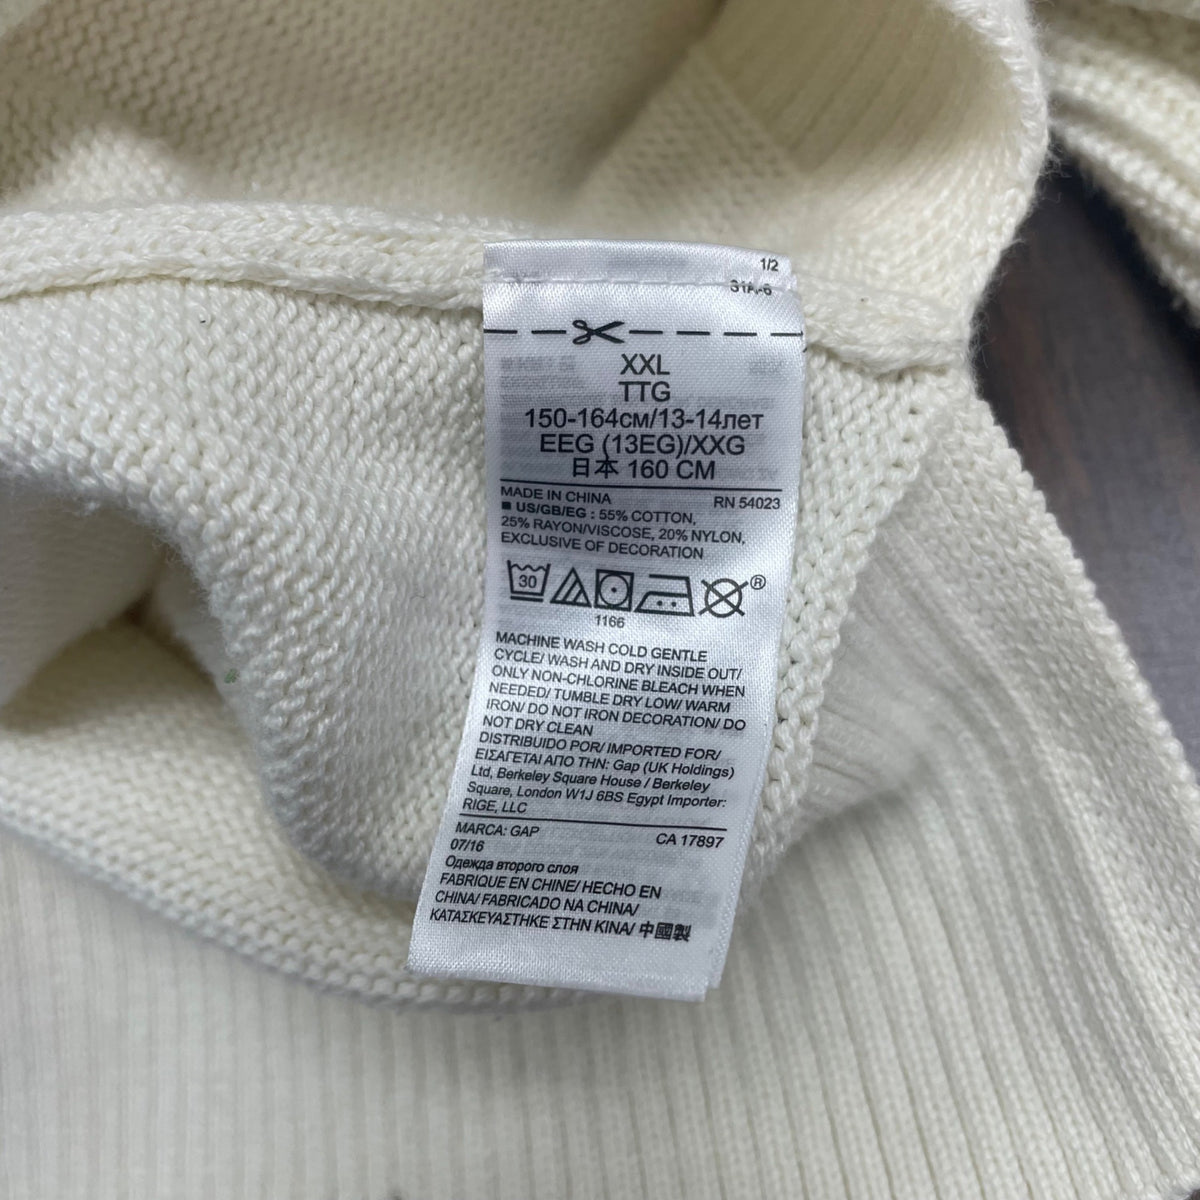 1/2
XXL
TTG
150-164см/13-14лет
EEG (13EG)/XXG
日本 160 CM
MADE IN CHINA RN 54023
■ US/GB/EG : 55% COTTON,
25% RAYON/VISCOSE, 20% NYLON,
EXCLUSIVE OF DECORATION
30
®
1166
MACHINE WASH COLD GENTLE
CYCLE/ WASH AND DRY INSIDE OUT/
ONLY NON-CHLORINE BLEACH WHEN
NEEDED/ TUMBLE DRY LOW/ WARM
IRON/ DO NOT IRON DECORATION/ DO
NOT DRY CLEAN
DISTRIBUIDO POR/ IMPORTED FOR/
ΕΙΣΑΓΕΤΑΙ ΑΠΟ ΤΗΝ: Gap (UK Holdings)
Ltd, Berkeley Square House / Berkeley
Square, London W1J 6BS Egypt Importer:
RIGE, LLC
MARCA: GAP CA 17897
07/16
Одежда второго слоя
FABRIQUE EN CHINE/ HECHO EN
CHINA/ FABRICADO NA CHINA/
ΚΑΤΑΣΚΕΥΑΣΤΗΚΕ ΣΤΗΝ ΚΙΝΑ/ 中國製